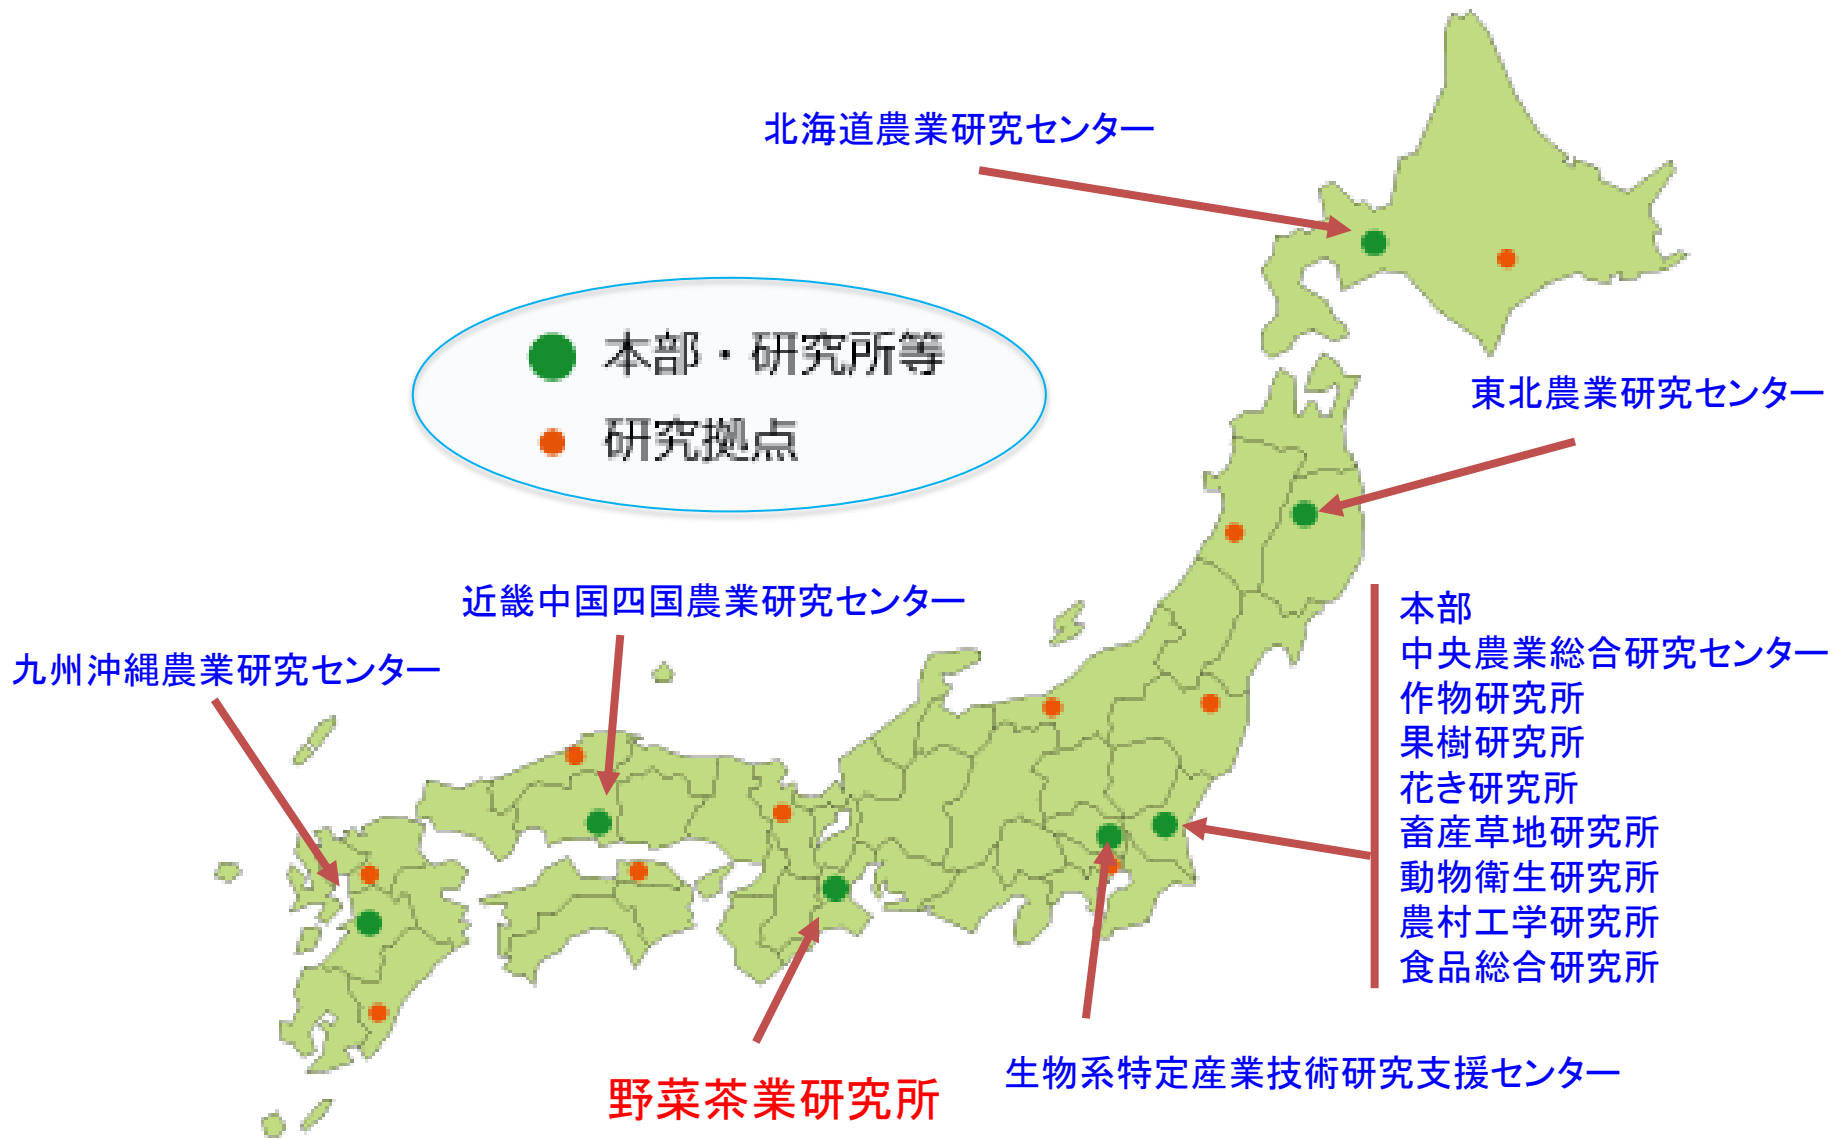 北海道農業研究センター
本部・研究所等
研究拠点
東北農業研究センター
近畿中国四国農業研究センター
九州沖縄農業研究センター
本部
中央農業総合研究センター
作物研究所
果樹研究所
花き研究所
畜産草地研究所
動物衛生研究所
農村工学研究所
食品総合研究所
生物系特定産業技術研究支援センター
野菜茶業研究所